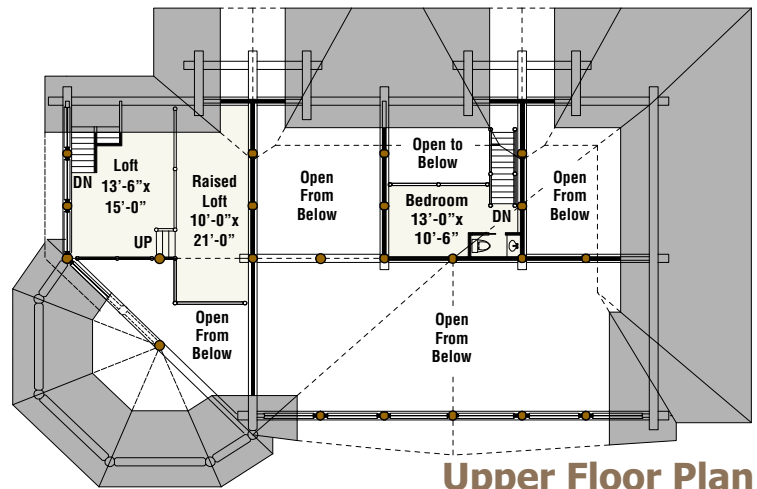 Loft
13'-6"x
15'-0"
DN
UP
Raised
Loft
10'-0"x
21'-0"
Open
From
Below
Open to
Below
Bedroom
13'-0"x
10'-6"
DN
Open
From
Below
Open
From
Below
Open
From
Below
Upper Floor Plan